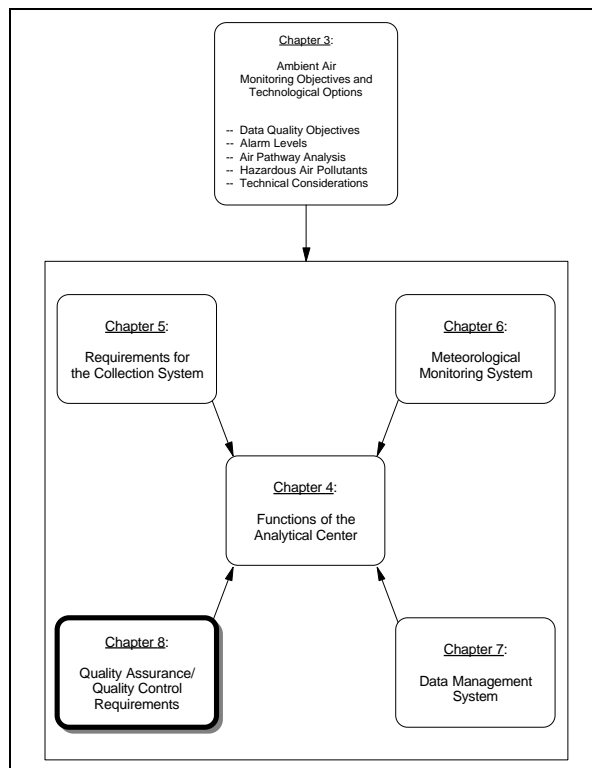 Chapter 3:
Ambient Air
Monitoring Objectives and
Technological Options
-- Data Quality Objectives
-- Alarm Levels
-- Air Pathway Analysis
-- Hazardous Air Pollutants
-- Technical Considerations
Chapter 5:
Requirements for
the Collection System
Chapter 6:
Meteorological
Monitoring System
Chapter 4:
Functions of the
Analytical Center
Chapter 8:
Quality Assurance/
Quality Control
Requirements
Chapter 7:
Data Management
System